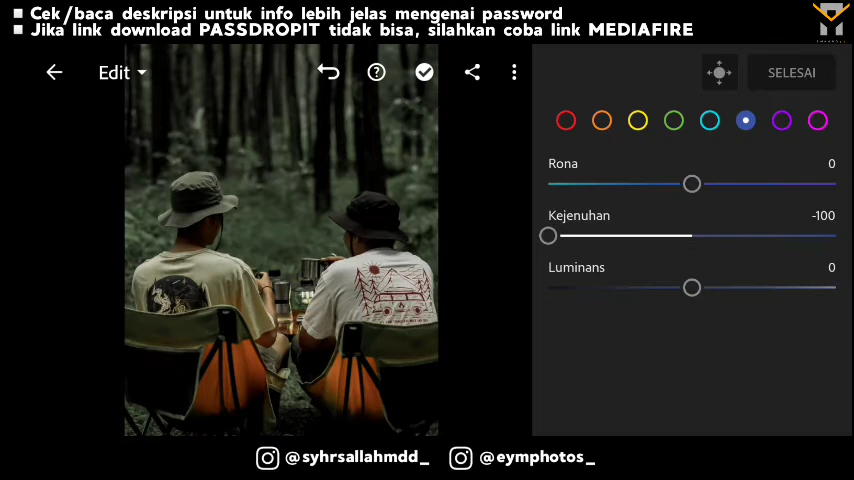 Cek/baca deskripsi untuk info lebih jelas mengenai password
Jika link download PASSDROPIT tidak bisa, silahkan coba link MEDIAFIRE
Edit
SELESAI
Rona 0
Kejenuhan -100
Luminans 0
@syhrsallahmdd_ @eymphotos_